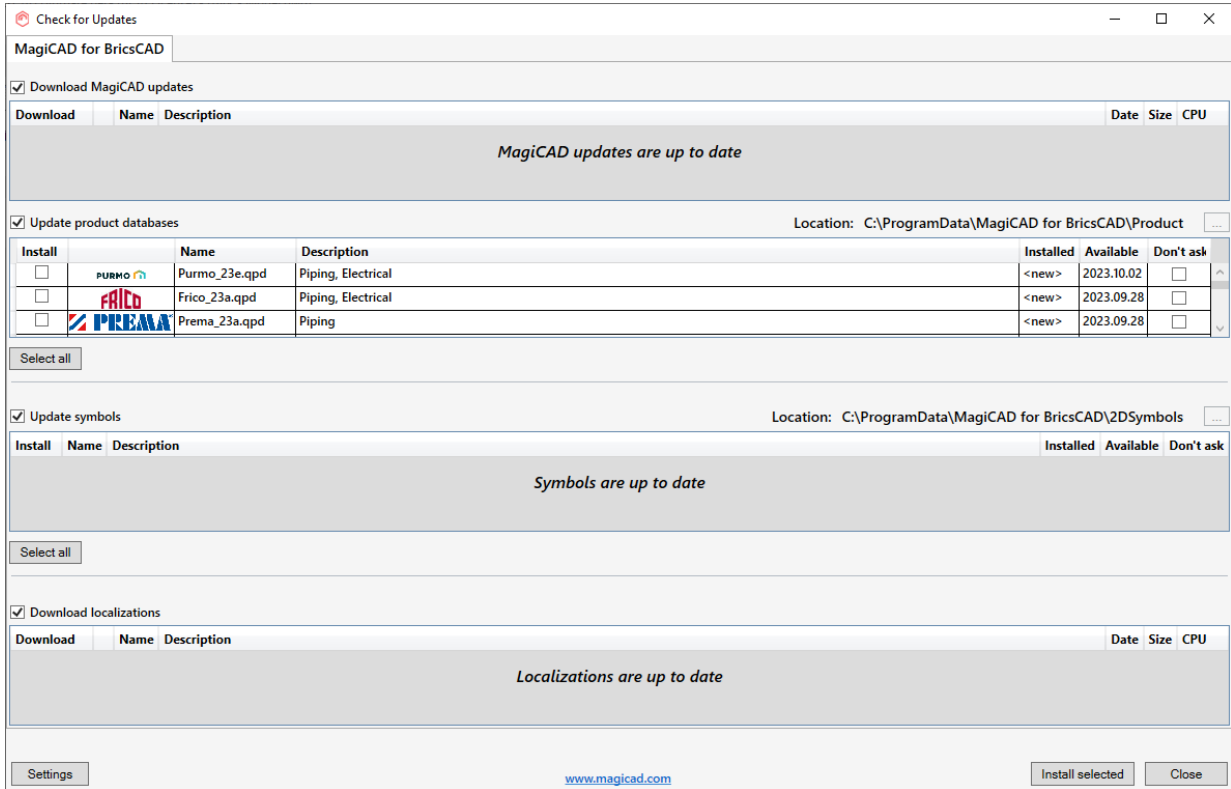 Check for Updates
MagiCAD for BricsCAD
Download MagiCAD updates
Download Name Description Date Size CPU
MagiCAD updates are up to date
Update product databases Location: C:\ProgramData\MagiCAD for BricsCAD\Product ...
Install Name Description Installed Available Don't ask
PURMO Purmo_23e.qpd Piping, Electrical <new> 2023.10.02
FRICO Frico_23a.qpd Piping, Electrical <new> 2023.09.28
PREMA Prema_23a.qpd Piping <new> 2023.09.28
Select all
Update symbols Location: C:\ProgramData\MagiCAD for BricsCAD\2DSymbols ...
Install Name Description Installed Available Don't ask
Symbols are up to date
Select all
Download localizations
Download Name Description Date Size CPU
Localizations are up to date
Settings www.magicad.com Install selected Close